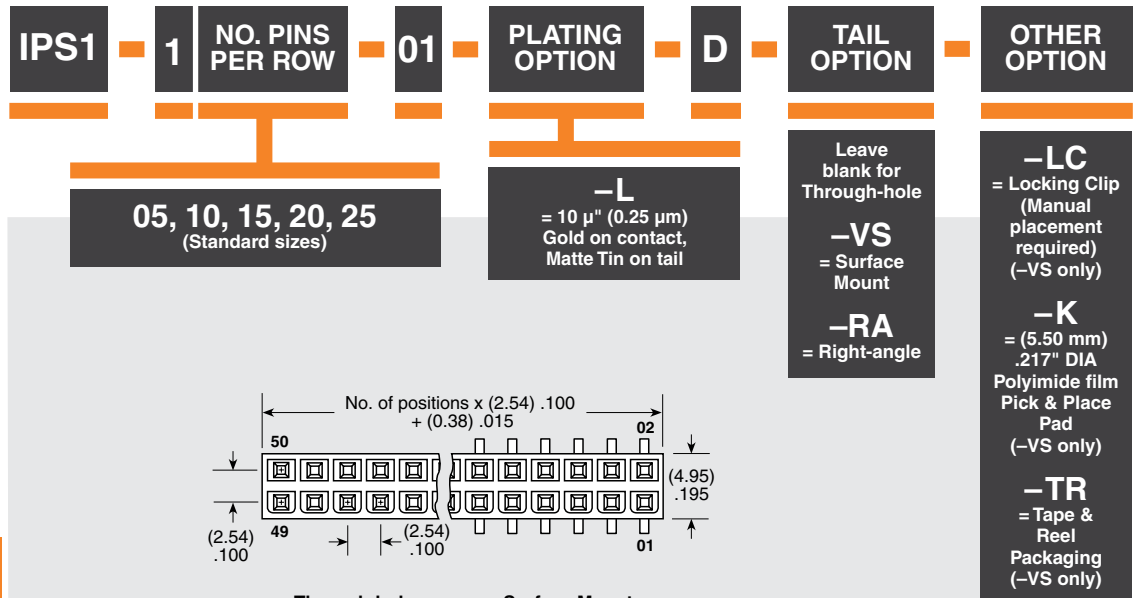 IPS1
1
NO. PINS
PER ROW
01
PLATING
OPTION
D
TAIL
OPTION
OTHER
OPTION
05, 10, 15, 20, 25
(Standard sizes)
–L
= 10 µ" (0.25 µm)
Gold on contact,
Matte Tin on tail
Leave
blank for
Through-hole
–VS
= Surface
Mount
–RA
= Right-angle
–LC
= Locking Clip
(Manual
placement
required)
(–VS only)
–K
= (5.50 mm)
.217" DIA
Polyimide film
Pick & Place
Pad
(–VS only)
–TR
= Tape &
Reel
Packaging
(–VS only)
No. of positions x (2.54) .100
+ (0.38) .015
50
02
(4.95)
.195
(2.54)
.100
49
(2.54)
.100
01